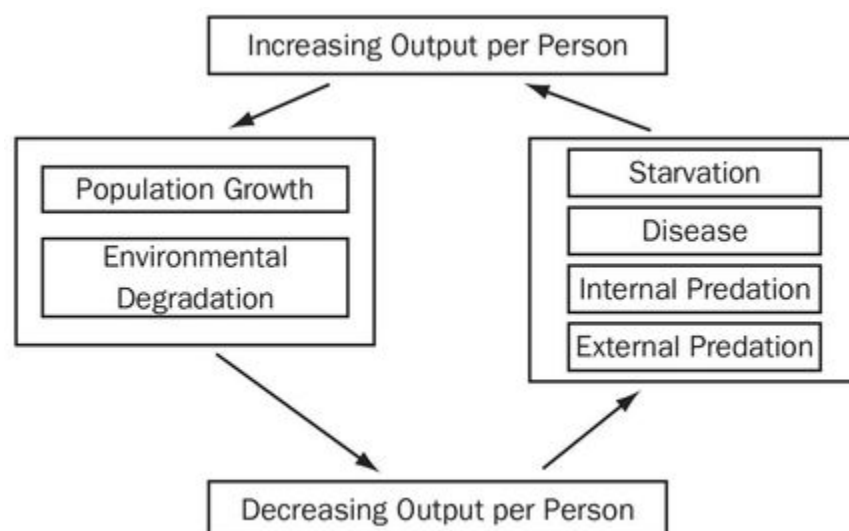 Increasing Output per Person
Population Growth
Environmental
Degradation
Starvation
Disease
Internal Predation
External Predation
Decreasing Output per Person